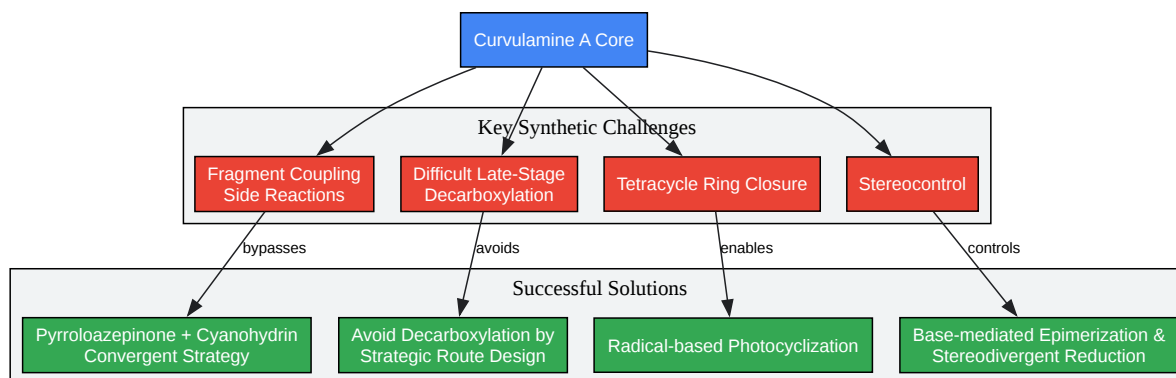 Curvulamine A Core
Key Synthetic Challenges
Fragment Coupling
Side Reactions
Difficult Late-Stage
Decarboxylation
Tetracycle Ring Closure
Stereocontrol
bypasses
avoids
enables
controls
Successful Solutions
Pyrroloazepinone + Cyanohydrin
Convergent Strategy
Avoid Decarboxylation by
Strategic Route Design
Radical-based Photocyclization
Base-mediated Epimerization &
Stereodivergent Reduction